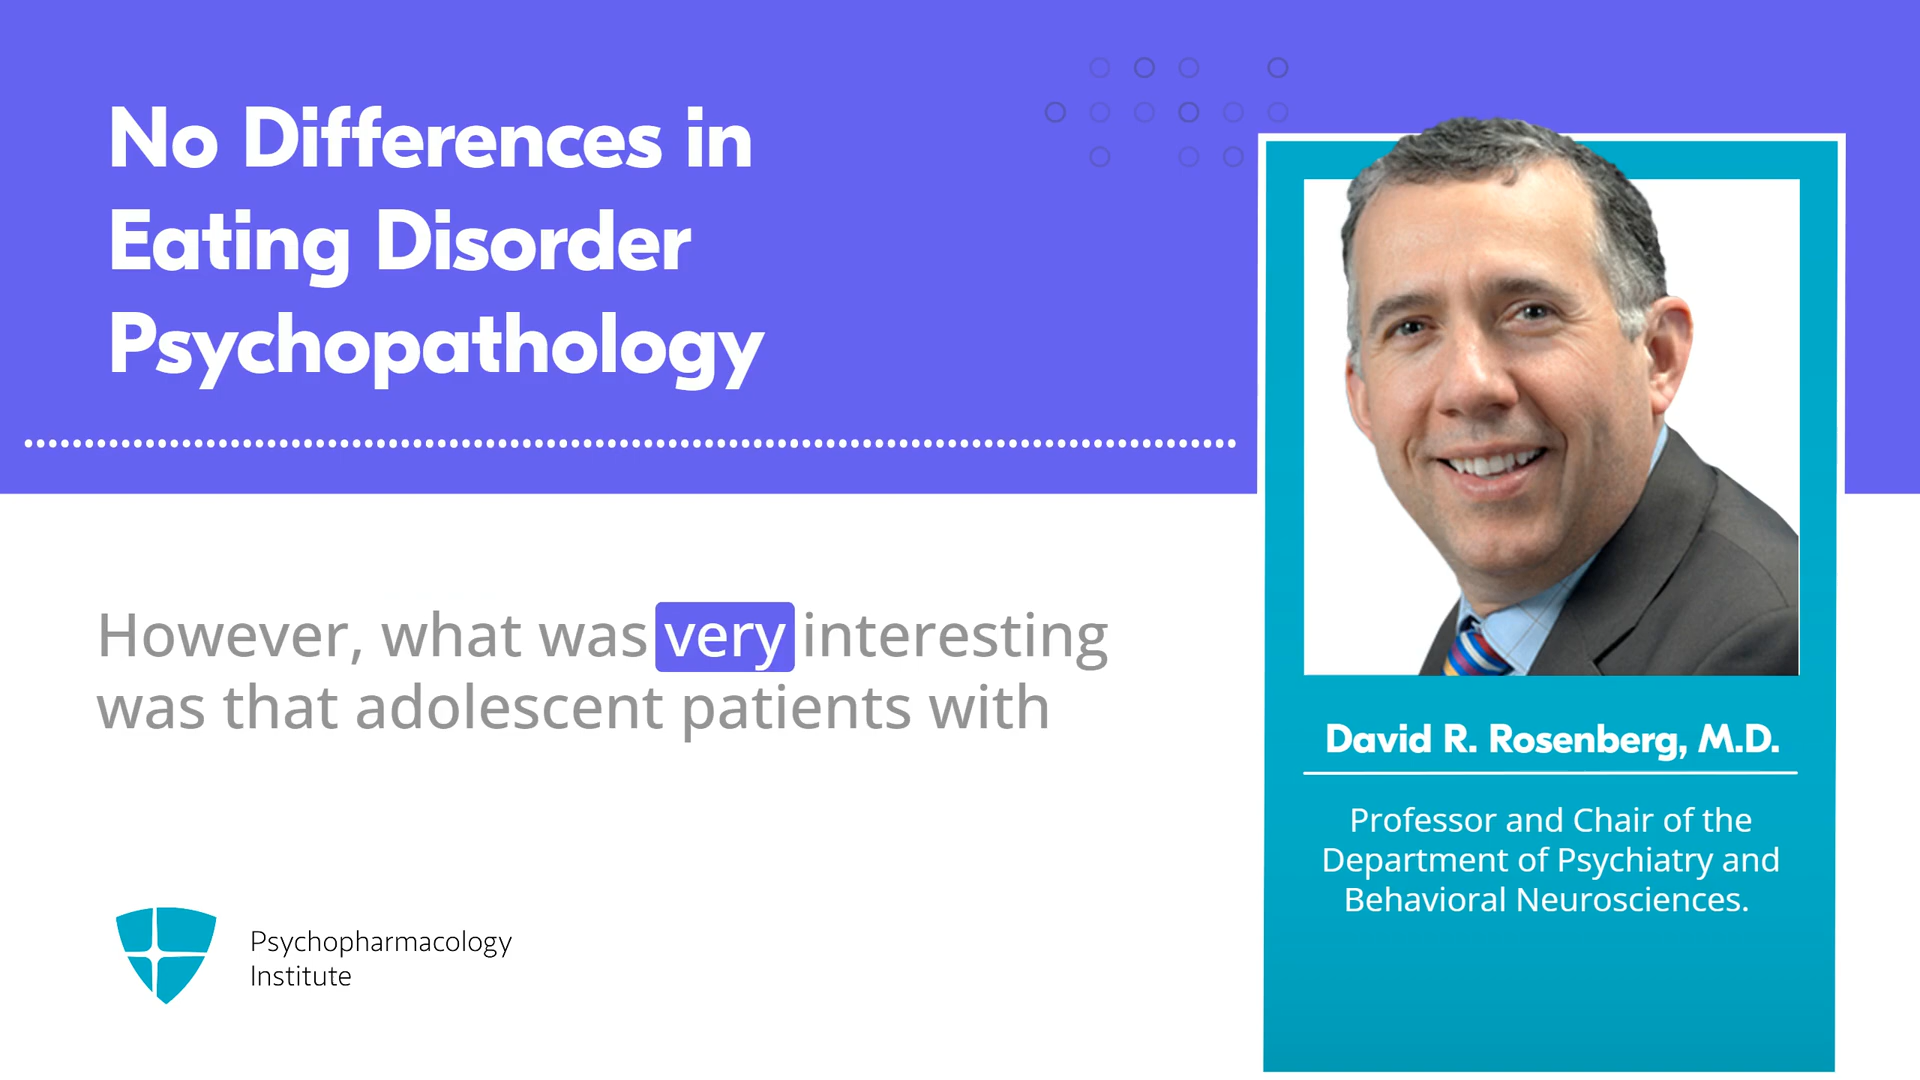 No Differences in
Eating Disorder
Psychopathology
However, what was very interesting
was that adolescent patients with
Psychopharmacology
Institute
David R. Rosenberg, M.D.
Professor and Chair of the
Department of Psychiatry and
Behavioral Neurosciences.